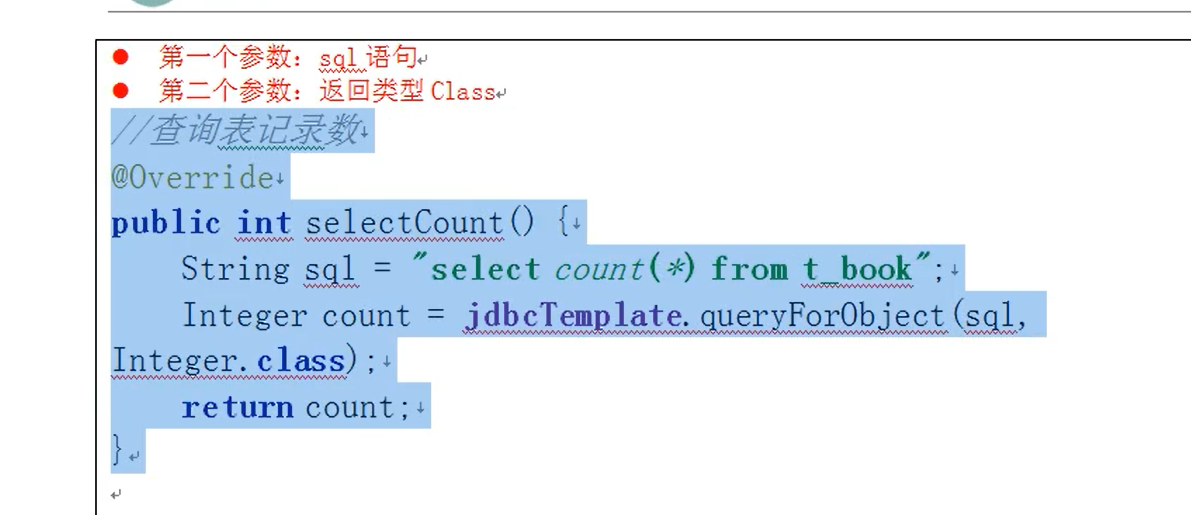 ● 第一个参数：sql 语句
● 第二个参数：返回类型 Class
//查询表记录数
@Override
public int selectCount() {
    String sql = "select count(*) from t_book";
    Integer count = jdbcTemplate.queryForObject(sql,
Integer.class);
    return count;
}